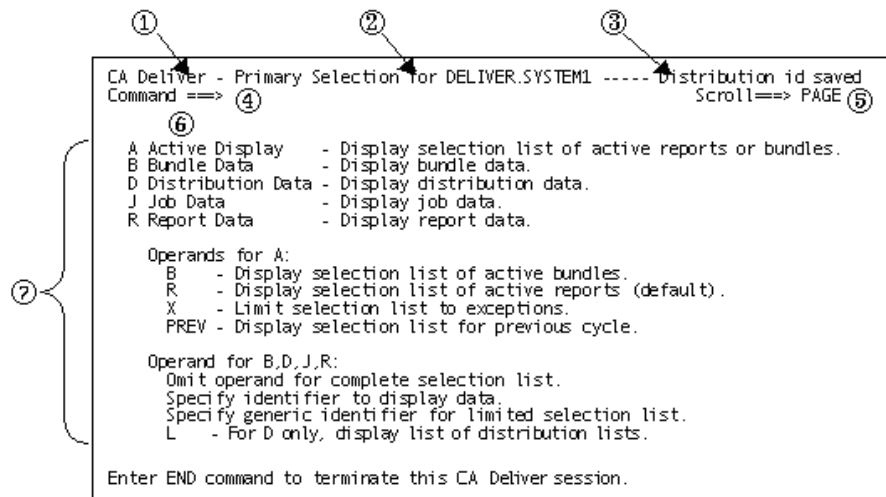 ① ② ③
CA Deliver - Primary Selection for DELIVER.SYSTEM1 ----- Distribution id saved
Command ===> ④ Scroll===> PAGE ⑤
⑥
A Active Display - Display selection list of active reports or bundles.
B Bundle Data - Display bundle data.
D Distribution Data - Display distribution data.
J Job Data - Display job data.
R Report Data - Display report data.
Operands for A:
B - Display selection list of active bundles.
R - Display selection list of active reports (default).
⑦
X - Limit selection list to exceptions.
PREV - Display selection list for previous cycle.
Operand for B,D,J,R:
Omit operand for complete selection list.
Specify identifier to display data.
Specify generic identifier for limited selection list.
L - For D only, display list of distribution lists.
Enter END command to terminate this CA Deliver session.